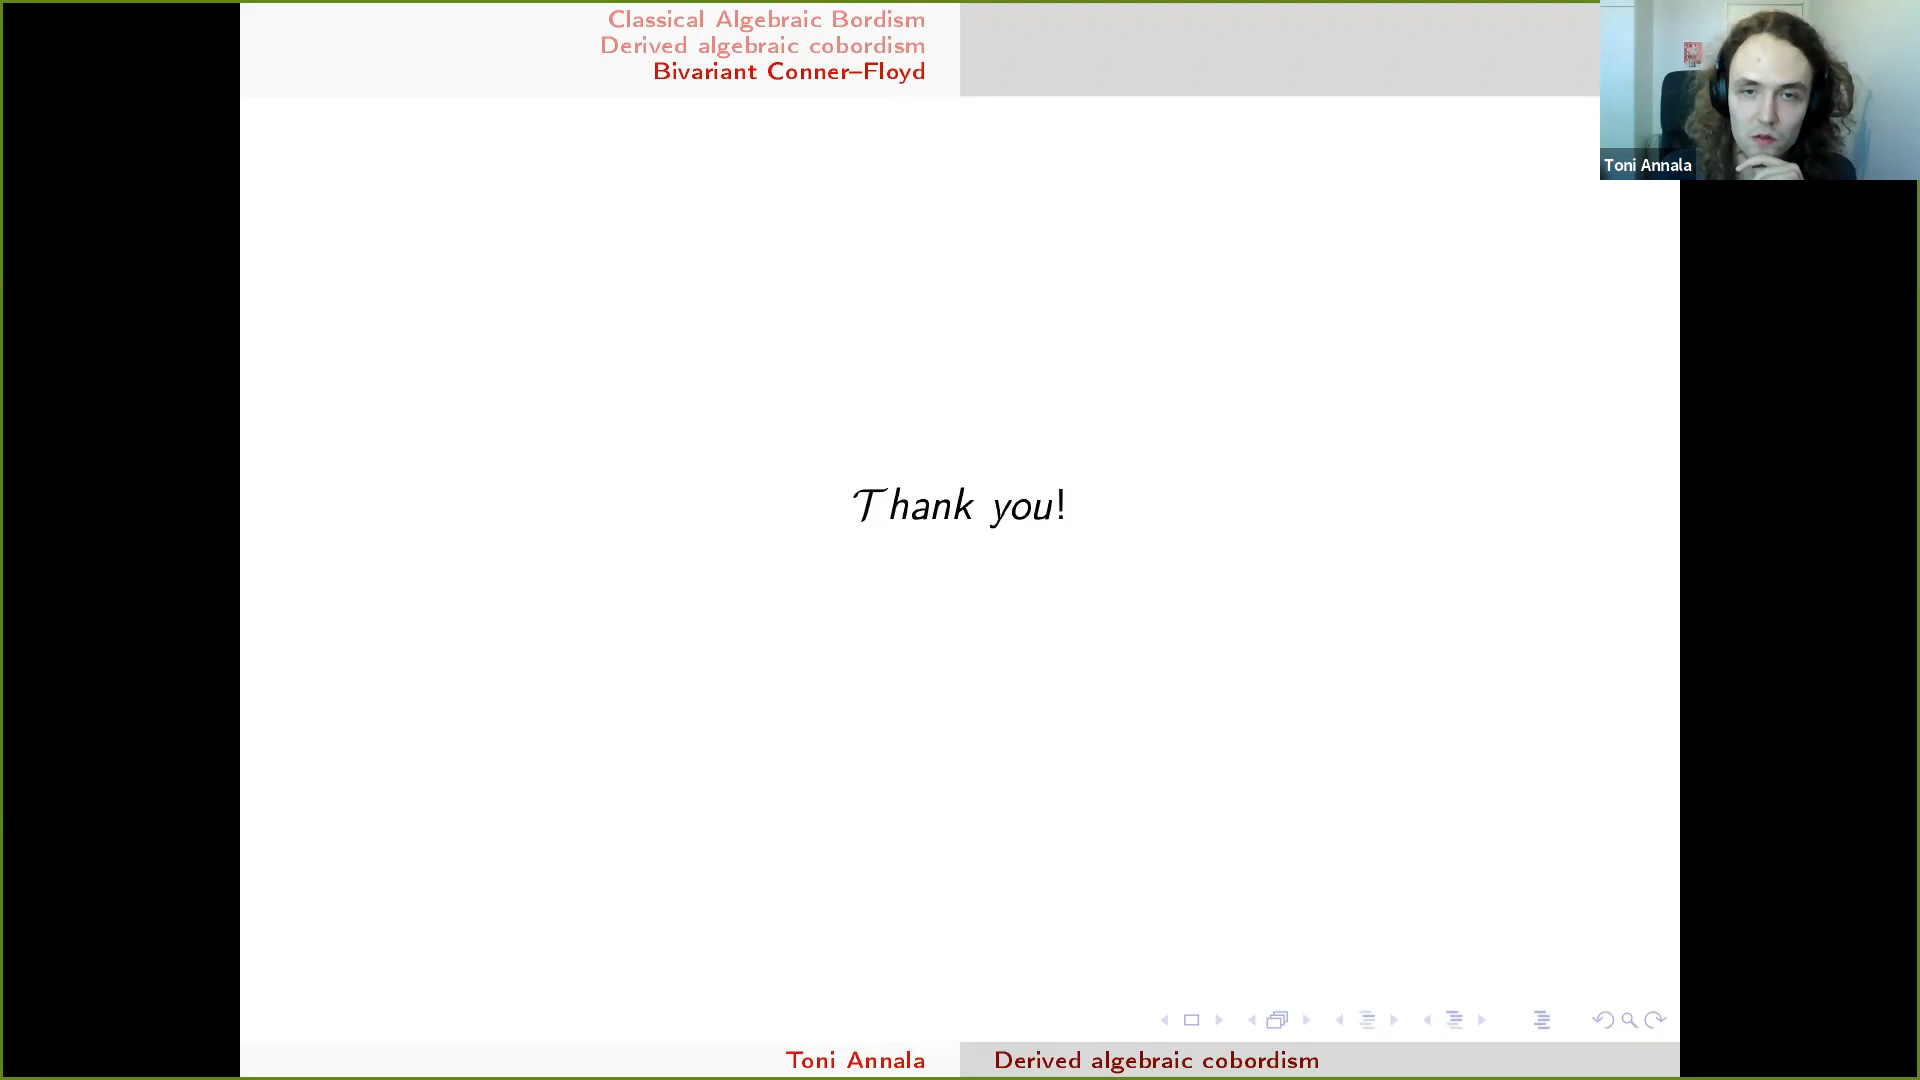 Classical Algebraic Bordism
Derived algebraic cobordism
Bivariant Conner–Floyd
Toni Annala
Thank you!
Toni Annala
Derived algebraic cobordism